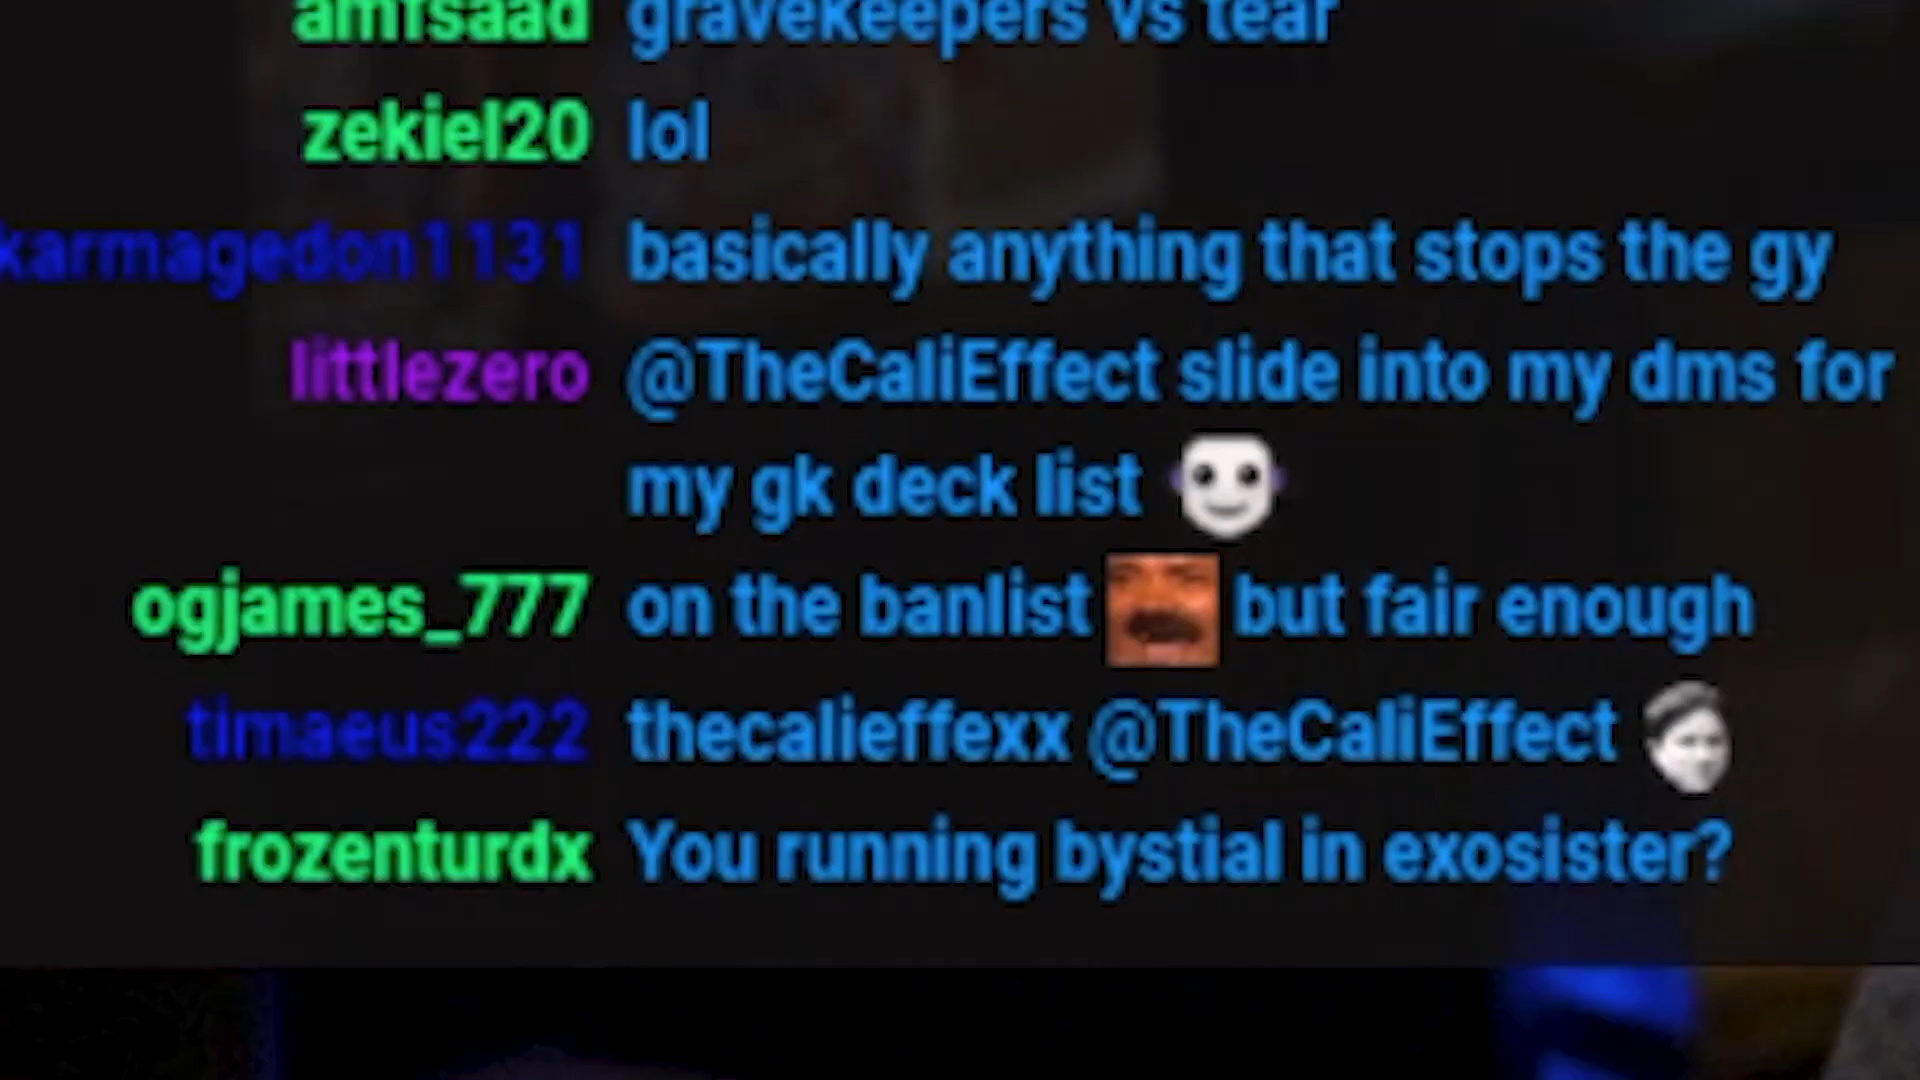 amfsaad gravekeepers vs tear
zekiel20 lol
karmagedon1131 basically anything that stops the gy
littlezero @TheCaliEffect slide into my dms for
my gk deck list
ogjames_777 on the banlist but fair enough
timaeus222 thecalieffexx @TheCaliEffect
frozenturdx You running bystial in exosister?